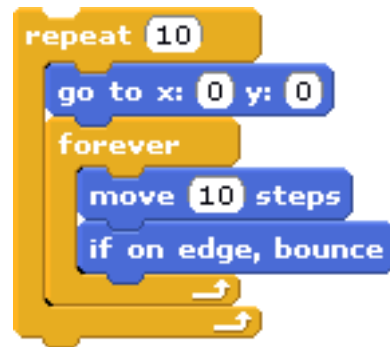 repeat 10
go to x: 0 y: 0
forever
move 10 steps
if on edge, bounce